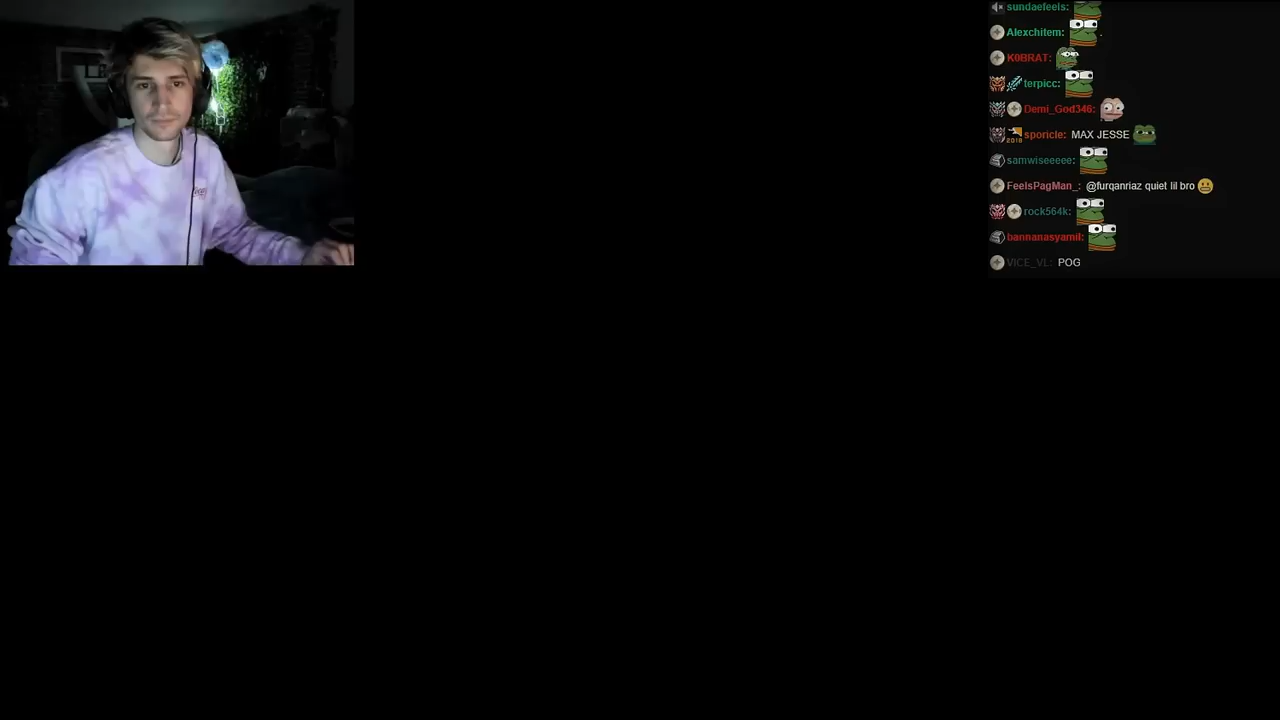 sundaefeels:
Alexchitem: .
K0BRAT:
terpicc:
Demi_God346:
sporicle: MAX JESSE
samwiseeeee:
FeelsPagMan_: @furqanriaz quiet lil bro
rock564k:
bannanasyamil:
VICE_VL: POG